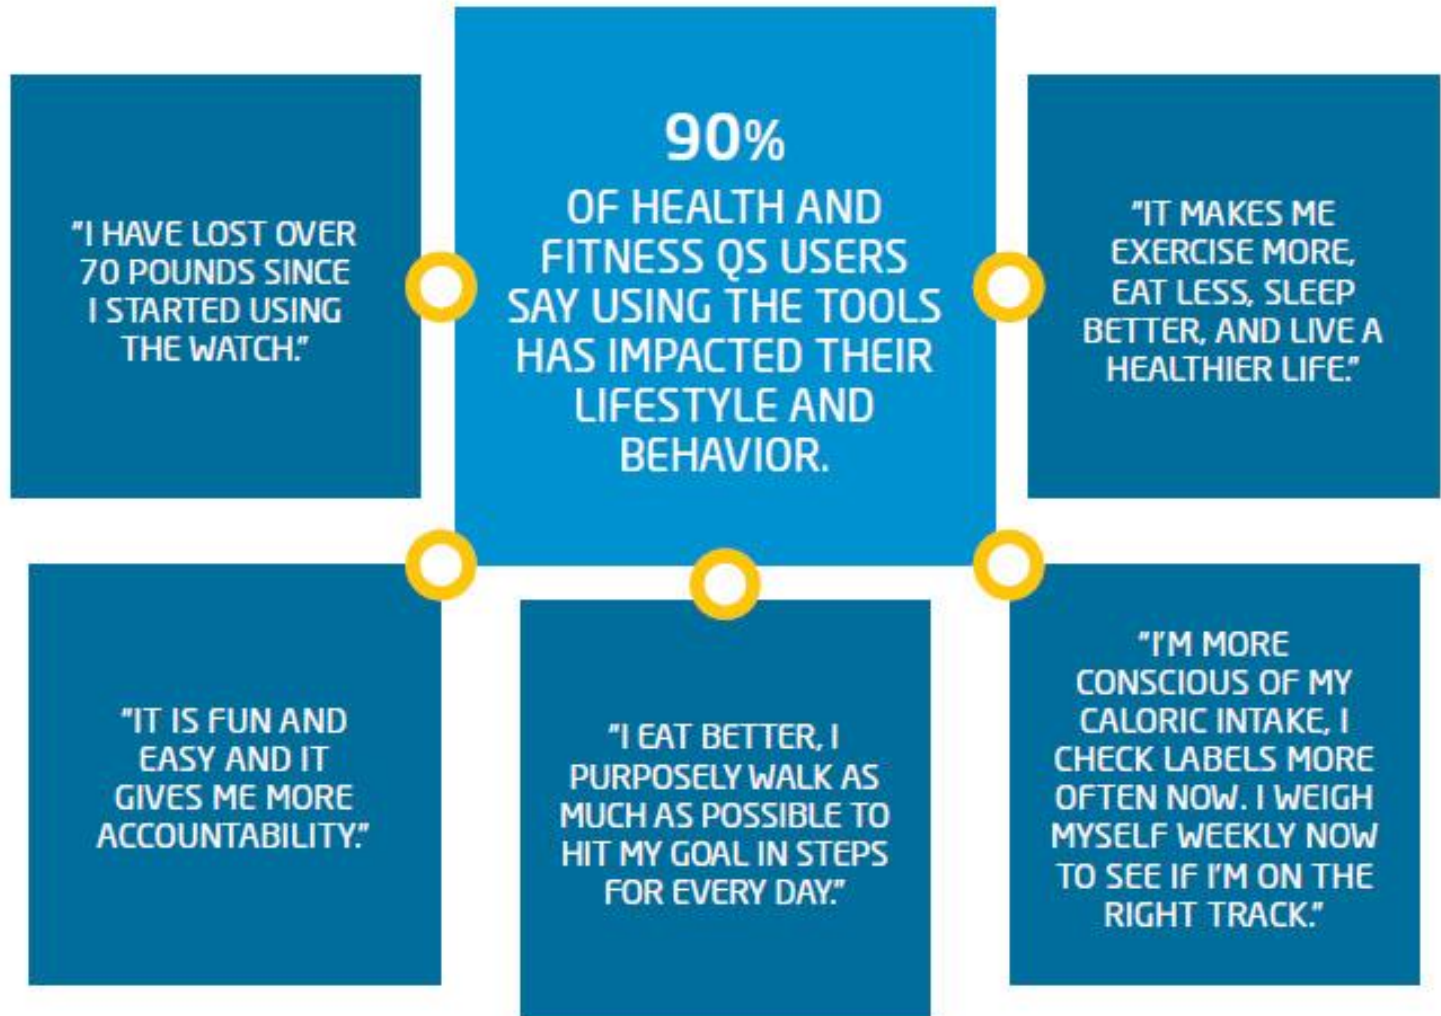 90%
OF HEALTH AND
FITNESS QS USERS
SAY USING THE TOOLS
HAS IMPACTED THEIR
LIFESTYLE AND
BEHAVIOR.
"I HAVE LOST OVER
70 POUNDS SINCE
I STARTED USING
THE WATCH."
"IT MAKES ME
EXERCISE MORE,
EAT LESS, SLEEP
BETTER, AND LIVE A
HEALTHIER LIFE."
"IT IS FUN AND
EASY AND IT
GIVES ME MORE
ACCOUNTABILITY."
"I EAT BETTER, I
PURPOSELY WALK AS
MUCH AS POSSIBLE TO
HIT MY GOAL IN STEPS
FOR EVERY DAY."
"I'M MORE
CONSCIOUS OF MY
CALORIC INTAKE, I
CHECK LABELS MORE
OFTEN NOW. I WEIGH
MYSELF WEEKLY NOW
TO SEE IF I'M ON THE
RIGHT TRACK."